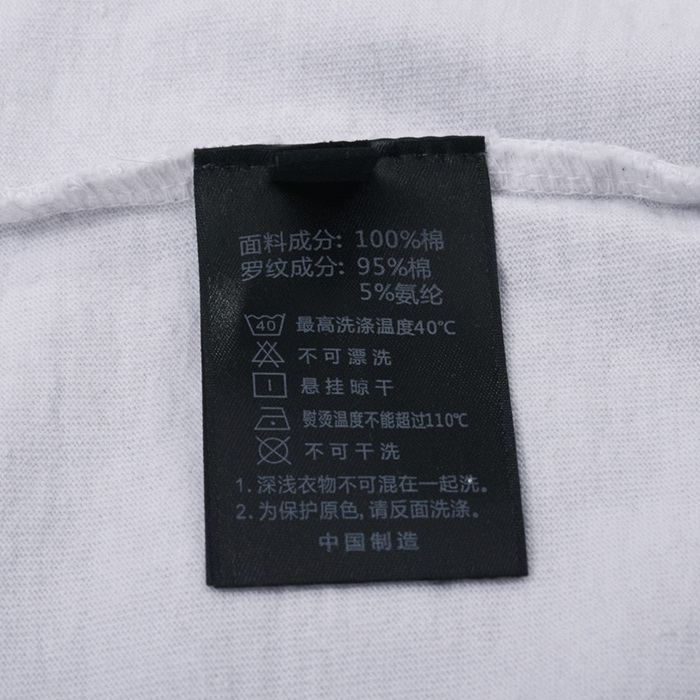 面料成分: 100%棉
罗纹成分: 95%棉
5%氨纶
40 最高洗涤温度40℃
不可漂洗
悬挂晾干
熨烫温度不能超过110℃
不可干洗
1. 深浅衣物不可混在一起洗。
2. 为保护原色,请反面洗涤。
中国制造